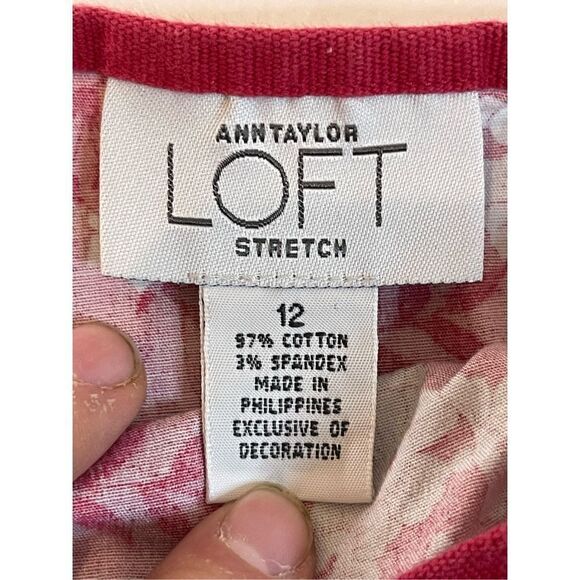 ANNTAYLOR
LOFT
STRETCH
12
97% COTTON
3% SPANDEX
MADE IN
PHILIPPINES
EXCLUSIVE OF
DECORATION